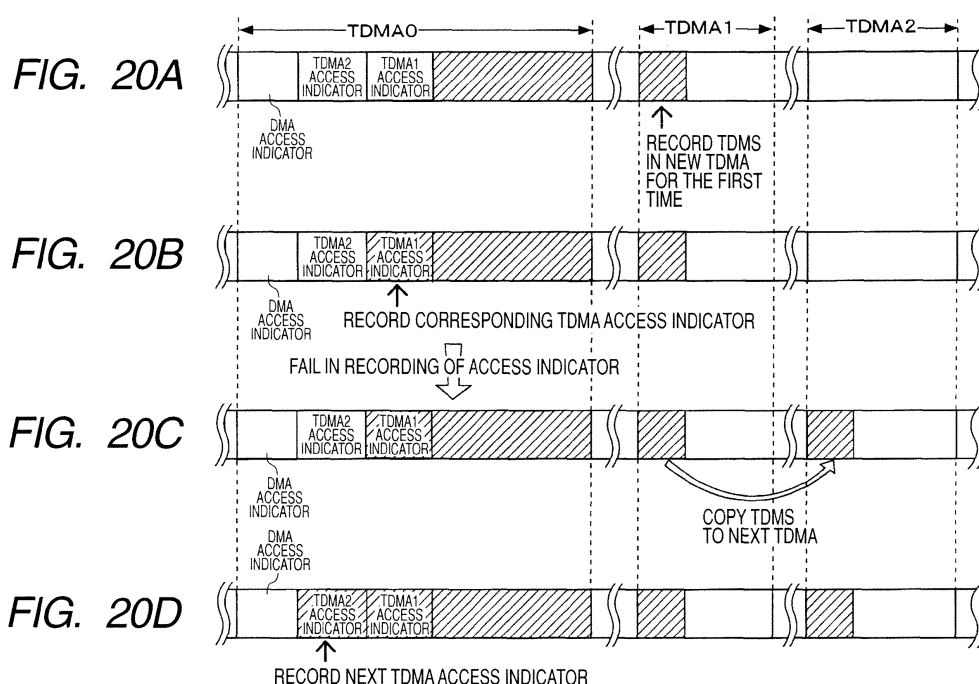 TDMA0
TDMA1
TDMA2
FIG. 20A
TDMA2
ACCESS
INDICATOR
TDMA1
ACCESS
INDICATOR
DMA
ACCESS
INDICATOR
RECORD TDMS
IN NEW TDMA
FOR THE FIRST
TIME
FIG. 20B
TDMA2
ACCESS
INDICATOR
TDMA1
ACCESS
INDICATOR
DMA
ACCESS
INDICATOR
RECORD CORRESPONDING TDMA ACCESS INDICATOR
FAIL IN RECORDING OF ACCESS INDICATOR
FIG. 20C
TDMA2
ACCESS
INDICATOR
TDMA1
ACCESS
INDICATOR
DMA
ACCESS
INDICATOR
COPY TDMS
TO NEXT TDMA
DMA
ACCESS
INDICATOR
FIG. 20D
TDMA2
ACCESS
INDICATOR
TDMA1
ACCESS
INDICATOR
RECORD NEXT TDMA ACCESS INDICATOR